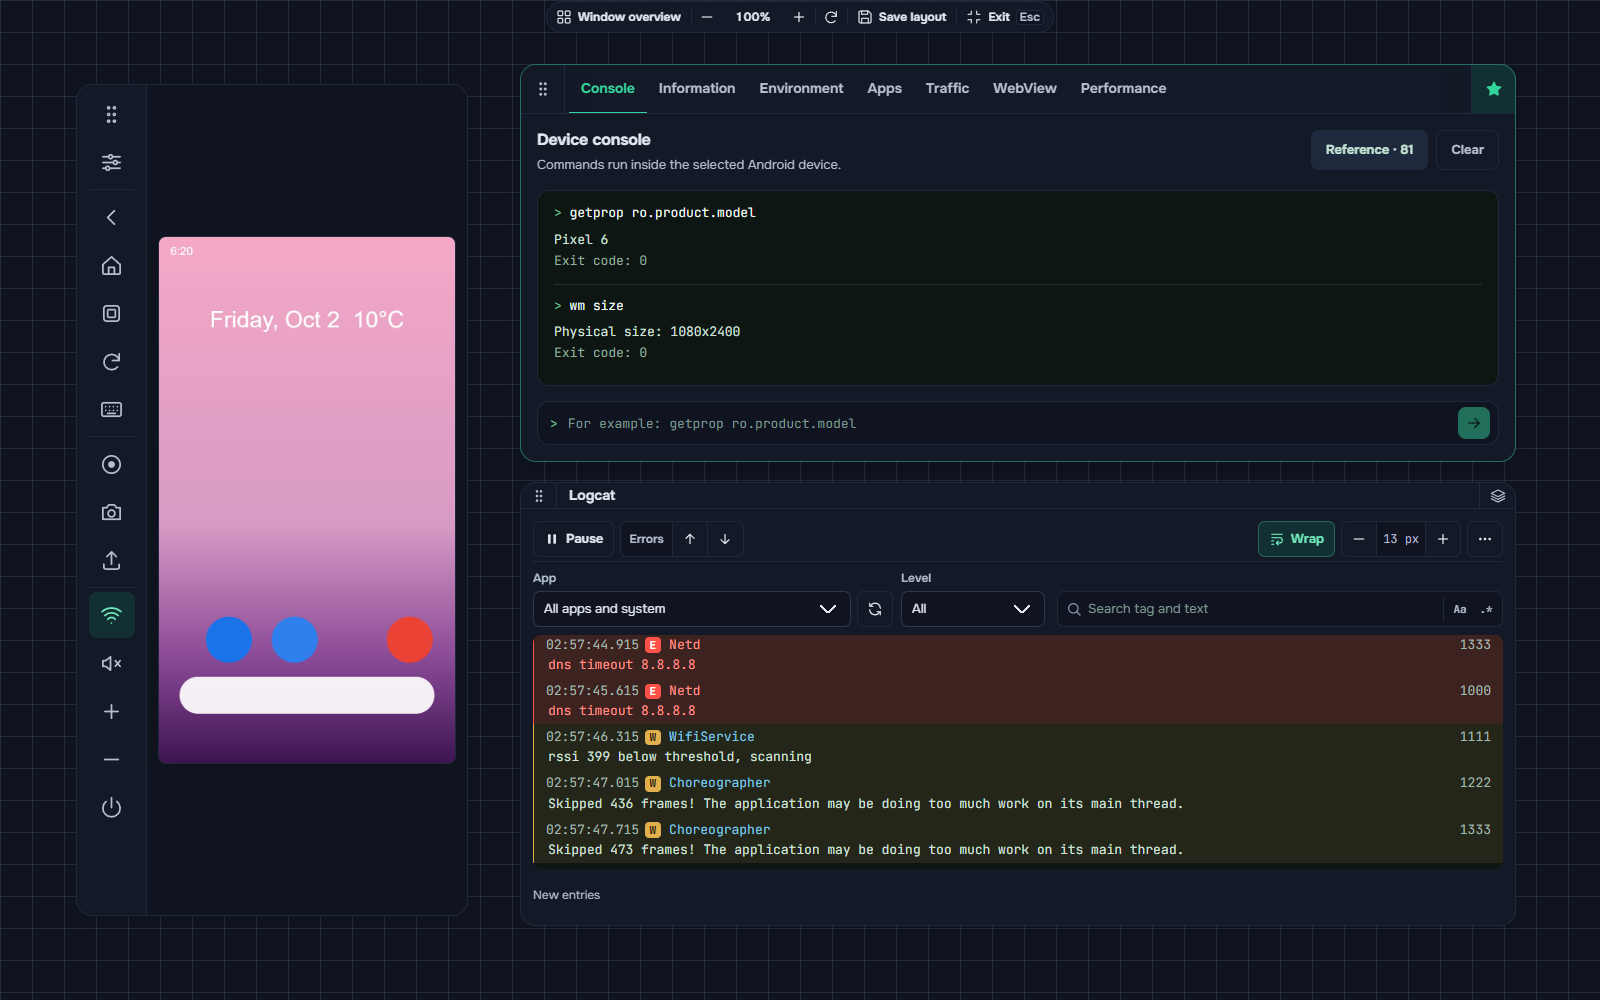 Window overview
100%
Save layout
Exit Esc
6:20
Friday, Oct 2 10°C
Console Information Environment Apps Traffic WebView Performance
Device console
Commands run inside the selected Android device.
Reference · 81
Clear
> getprop ro.product.model
Pixel 6
Exit code: 0
> wm size
Physical size: 1080x2400
Exit code: 0
> For example: getprop ro.product.model
Logcat
Pause
Errors
Wrap
13 px
App
Level
All apps and system
All
Search tag and text
Aa .*
02:57:44.915 E Netd 1333
dns timeout 8.8.8.8
02:57:45.615 E Netd 1000
dns timeout 8.8.8.8
02:57:46.315 W WifiService 1111
rssi 399 below threshold, scanning
02:57:47.015 W Choreographer 1222
Skipped 436 frames! The application may be doing too much work on its main thread.
02:57:47.715 W Choreographer 1333
Skipped 473 frames! The application may be doing too much work on its main thread.
New entries